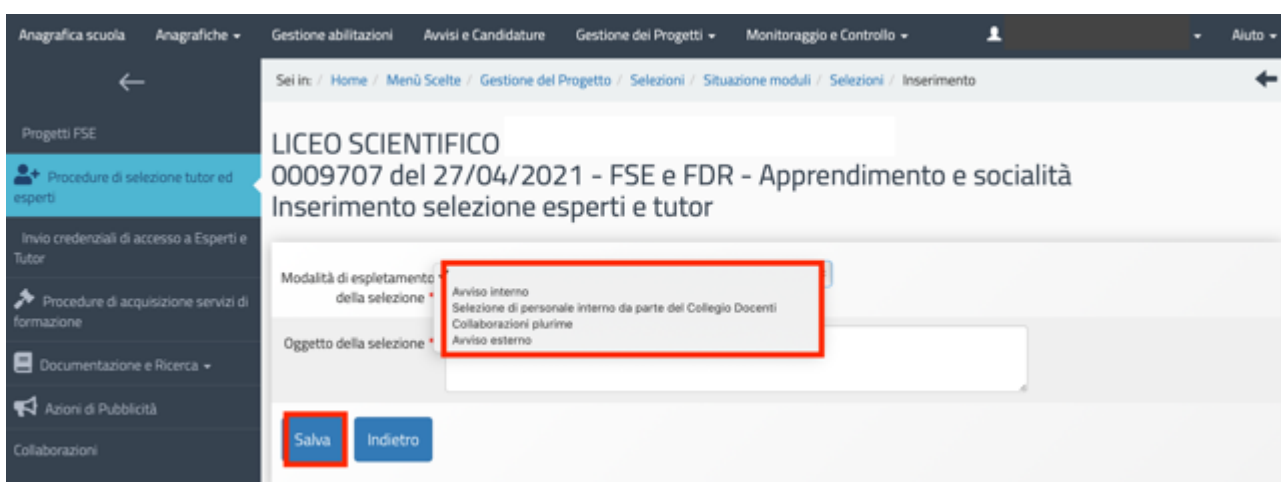 Anagrafica scuola Anagrafiche Gestione abilitazioni Avvisi e Candidature Gestione dei Progetti Monitoraggio e Controllo Aiuto
Sei in: / Home / Menù Scelte / Gestione del Progetto / Selezioni / Situazione moduli / Selezioni / Inserimento
Progetti FSE
Procedure di selezione tutor ed
esperti
Invio credenziali di accesso a Esperti e
Tutor
Procedure di acquisizione servizi di
formazione
Documentazione e Ricerca
Azioni di Pubblicità
Collaborazioni
LICEO SCIENTIFICO
0009707 del 27/04/2021 - FSE e FDR - Apprendimento e socialità
Inserimento selezione esperti e tutor
Modalità di espletamento
della selezione *
Avviso interno
Selezione di personale interno da parte del Collegio Docenti
Collaborazioni plurime
Avviso esterno
Oggetto della selezione *
Salva Indietro